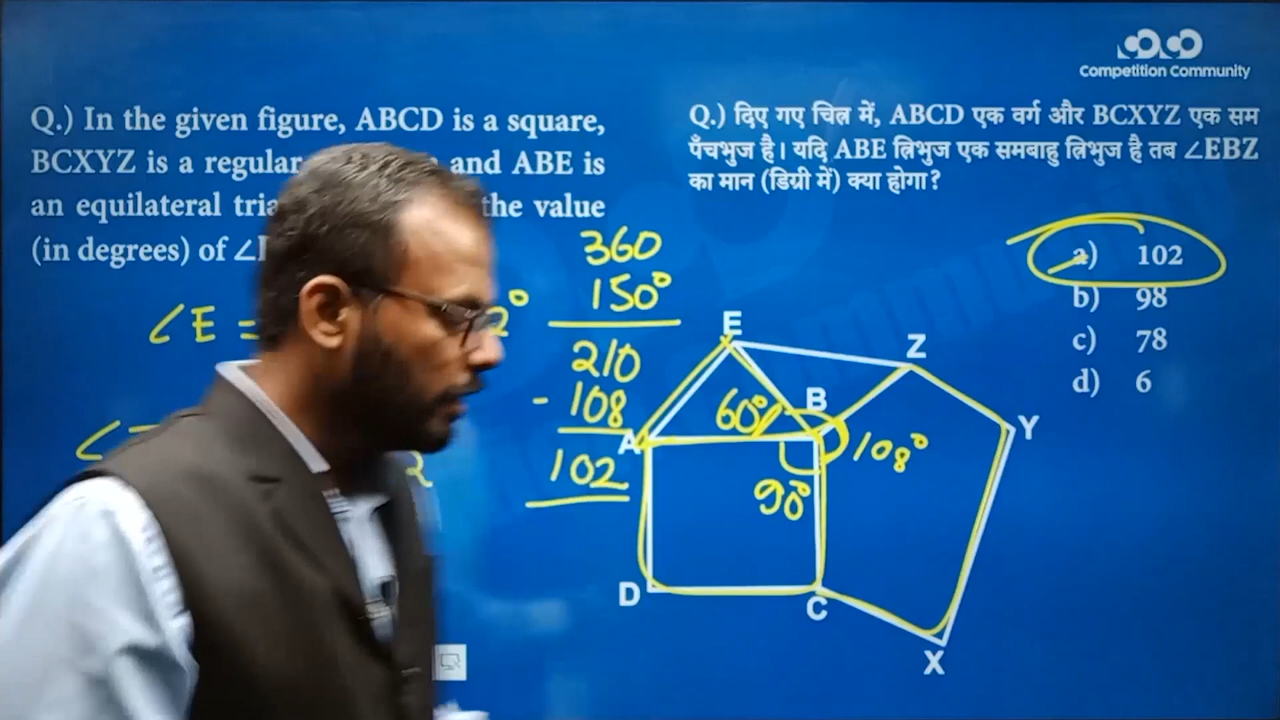 Competition Community
Q.) In the given figure, ABCD is a square,
BCXYZ is a regular and ABE is
an equilateral the value
(in degrees) of
Q.) दिए गए चित्र में, ABCD एक वर्ग और BCXYZ एक सम
पँचभुज है। यदि ABE त्रिभुज एक समबाहु त्रिभुज है तब ∠EBZ
का मान (डिग्री में) क्या होगा?
a) 102
b) 98
c) 78
d) 6
∠E =
360
150°
210
- 108
102
E
Z
B
60°
A
108°
Y
90°
D
C
X